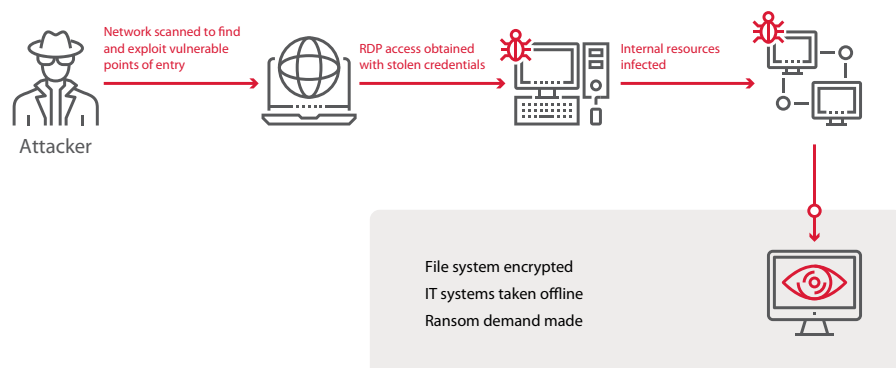 Network scanned to find
and exploit vulnerable
points of entry
RDP access obtained
with stolen credentials
Internal resources
infected
Attacker
File system encrypted
IT systems taken offline
Ransom demand made